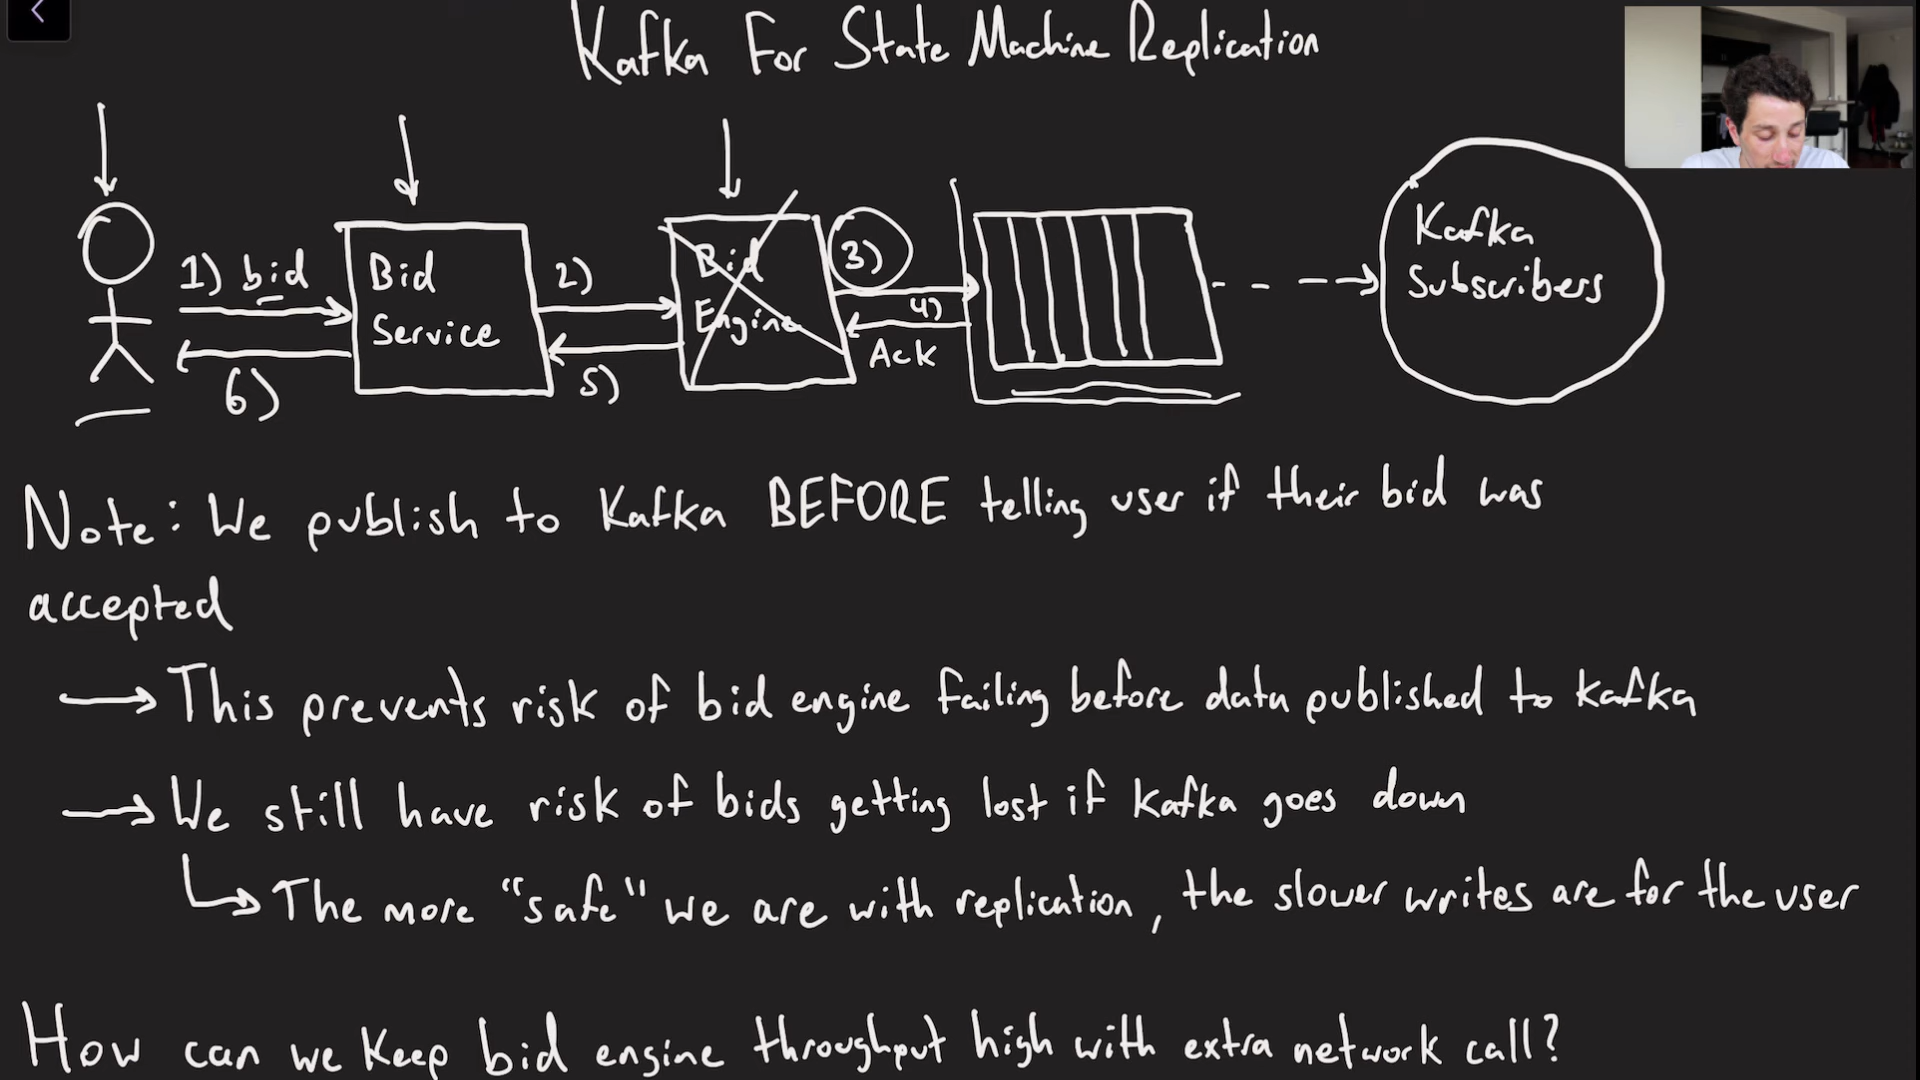 Kafka For State Machine Replication
1) bid
6)
Bid
Service
2)
5)
Bid
Engine
3)
4)
Ack
Kafka
Subscribers
Note: We publish to Kafka BEFORE telling user if their bid was
accepted
→ This prevents risk of bid engine failing before data published to Kafka
→ We still have risk of bids getting lost if Kafka goes down
↳ The more "safe" we are with replication, the slower writes are for the user
How can we keep bid engine throughput high with extra network call?